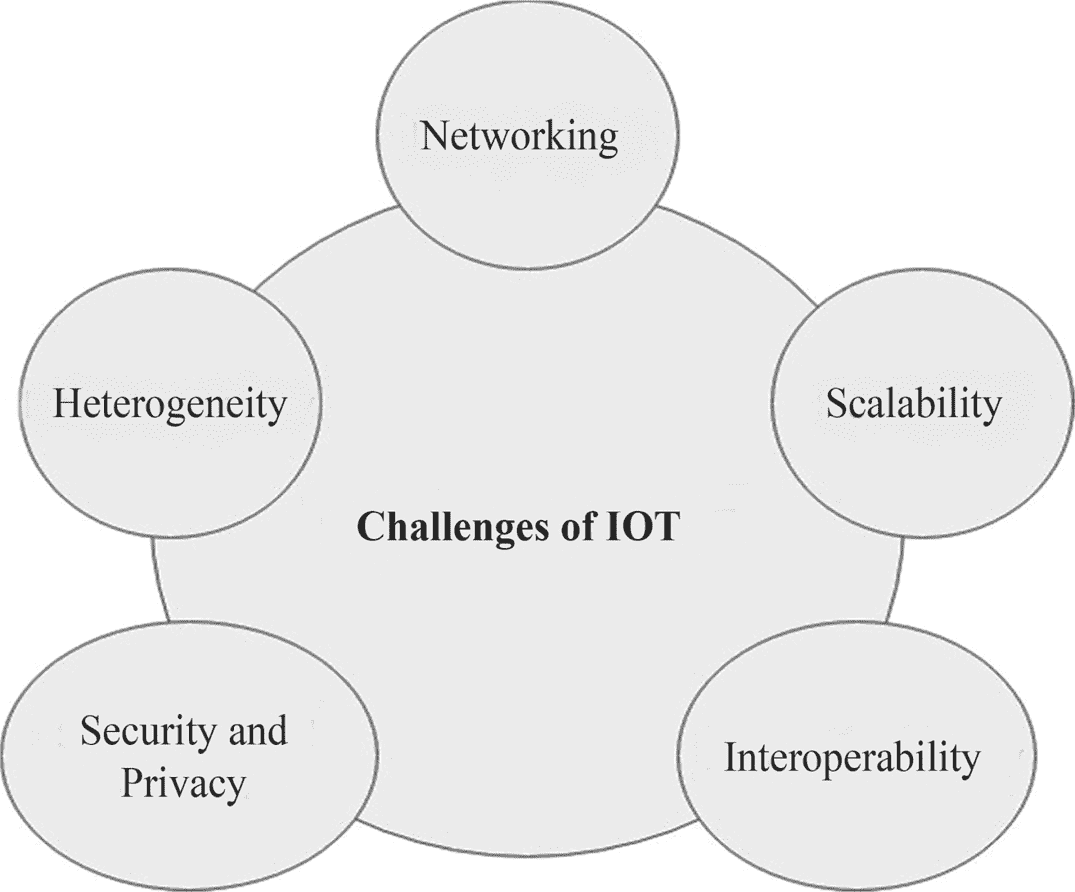 Networking
Heterogeneity
Scalability
Challenges of IOT
Security and
Privacy
Interoperability